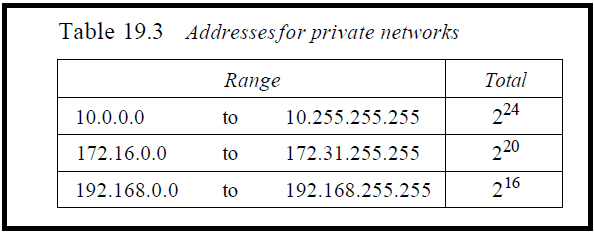 Table 19.3 Addresses for private networks
Range Total
10.0.0.0 to 10.255.255.255 2^24
172.16.0.0 to 172.31.255.255 2^20
192.168.0.0 to 192.168.255.255 2^16